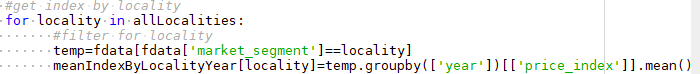 #get index by locality
for locality in allLocalities:
#filter for locality
temp=fdata[fdata['market_segment']==locality]
meanIndexByLocalityYear[locality]=temp.groupby(['year'])[['price_index']].mean()